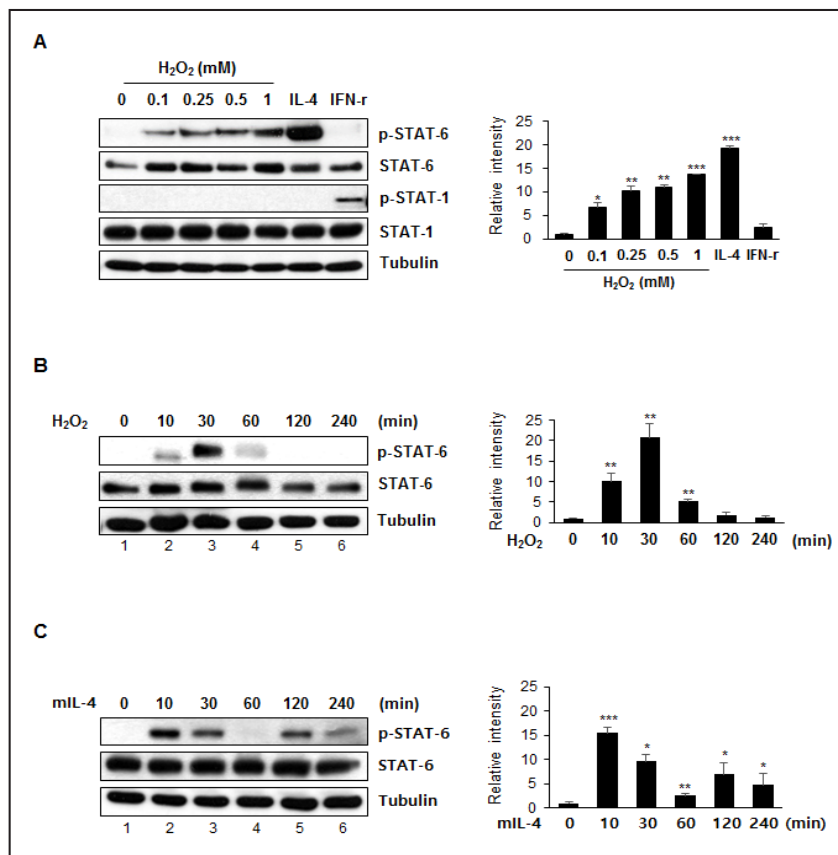 A
H₂O₂ (mM)
0 0.1 0.25 0.5 1 IL-4 IFN-r
p-STAT-6
STAT-6
p-STAT-1
STAT-1
Tubulin
Relative intensity
25
20
15
10
5
0
* ** ** *** ***
0 0.1 0.25 0.5 1 IL-4 IFN-r
H₂O₂ (mM)
B
H₂O₂ 0 10 30 60 120 240 (min)
p-STAT-6
STAT-6
Tubulin
1 2 3 4 5 6
Relative intensity
25
20
15
10
5
0
** ** **
0 10 30 60 120 240 (min)
H₂O₂
C
mIL-4 0 10 30 60 120 240 (min)
p-STAT-6
STAT-6
Tubulin
1 2 3 4 5 6
Relative intensity
25
20
15
10
5
0
*** * ** * *
mIL-4 0 10 30 60 120 240 (min)